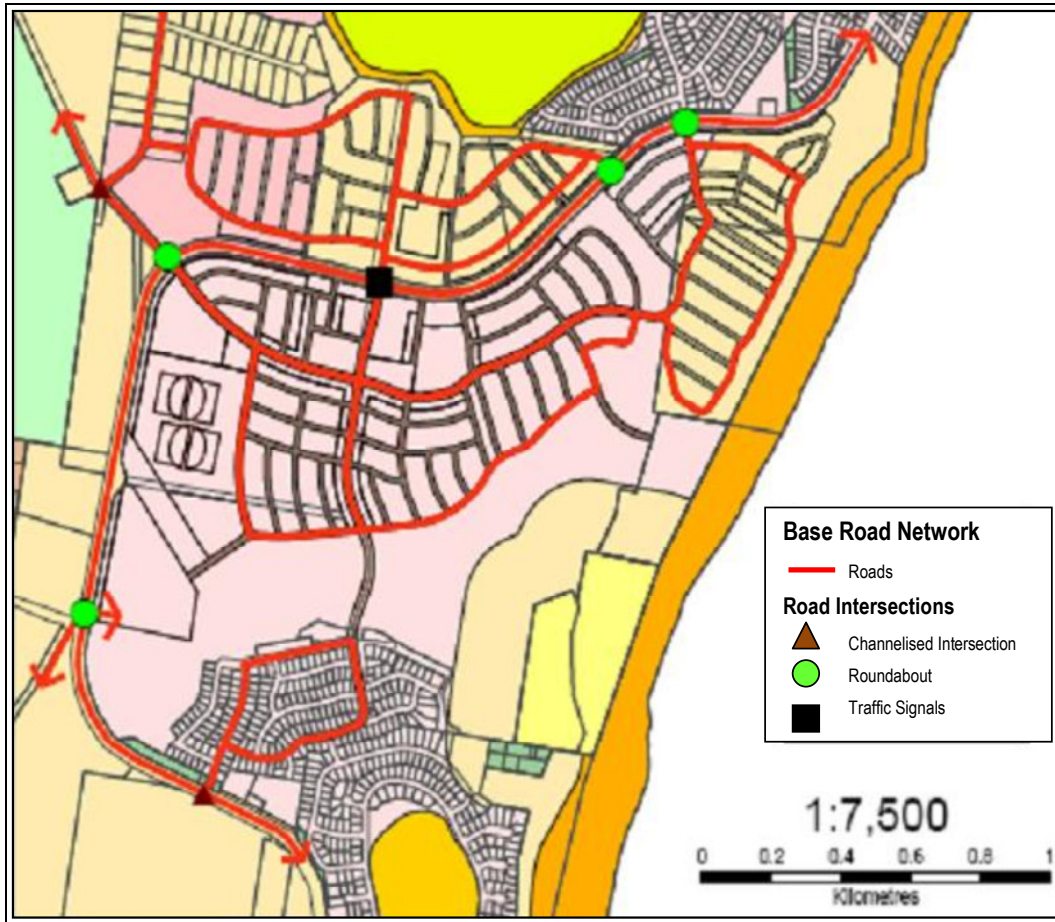 Base Road Network
Roads
Road Intersections
Channelised Intersection
Roundabout
Traffic Signals
1:7,500
0 0.2 0.4 0.6 0.8 1
Kilometres